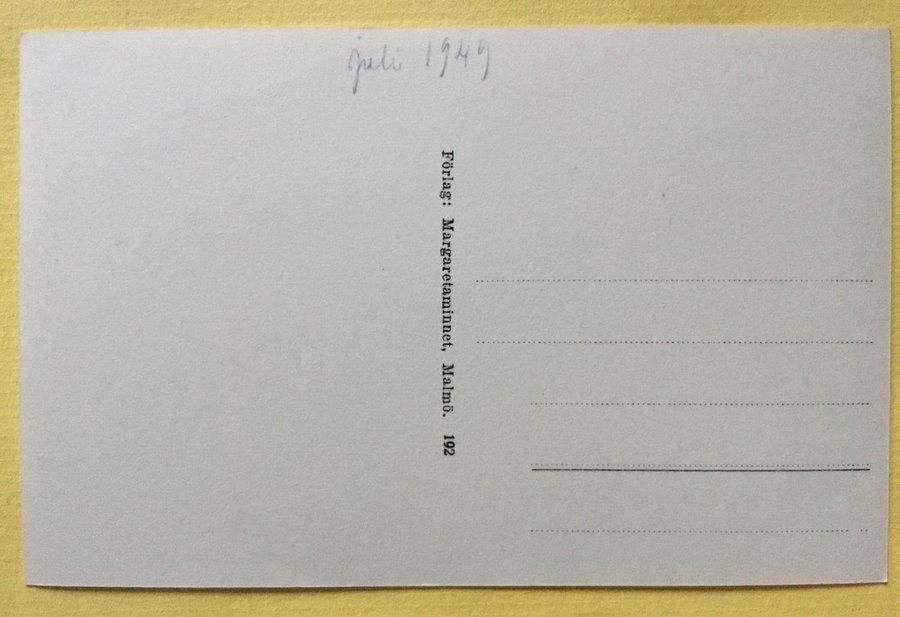 juli 1949
Förlag: Margaretaminnet, Malmö. 192